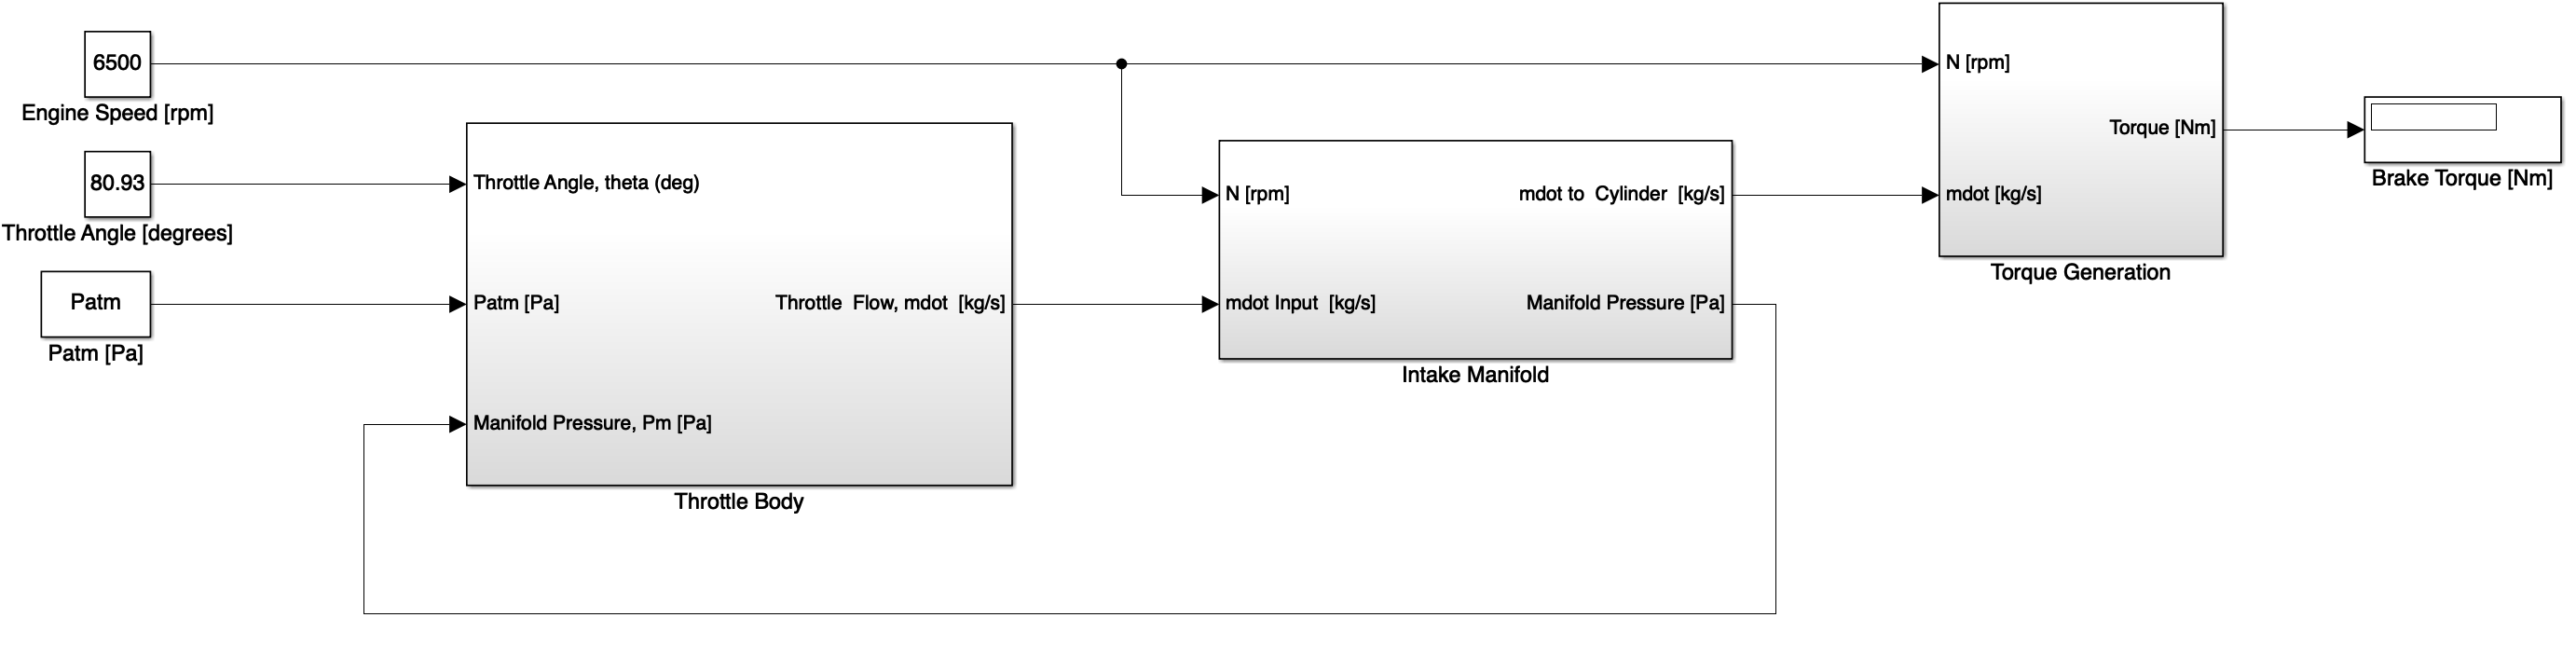 6500
Engine Speed [rpm]
80.93
Throttle Angle [degrees]
Patm
Patm [Pa]
Throttle Angle, theta (deg)
Patm [Pa]
Throttle  Flow, mdot  [kg/s]
Manifold Pressure, Pm [Pa]
Throttle Body
N [rpm]
mdot to  Cylinder  [kg/s]
mdot Input  [kg/s]
Manifold Pressure [Pa]
Intake Manifold
N [rpm]
Torque [Nm]
mdot [kg/s]
Torque Generation
Brake Torque [Nm]